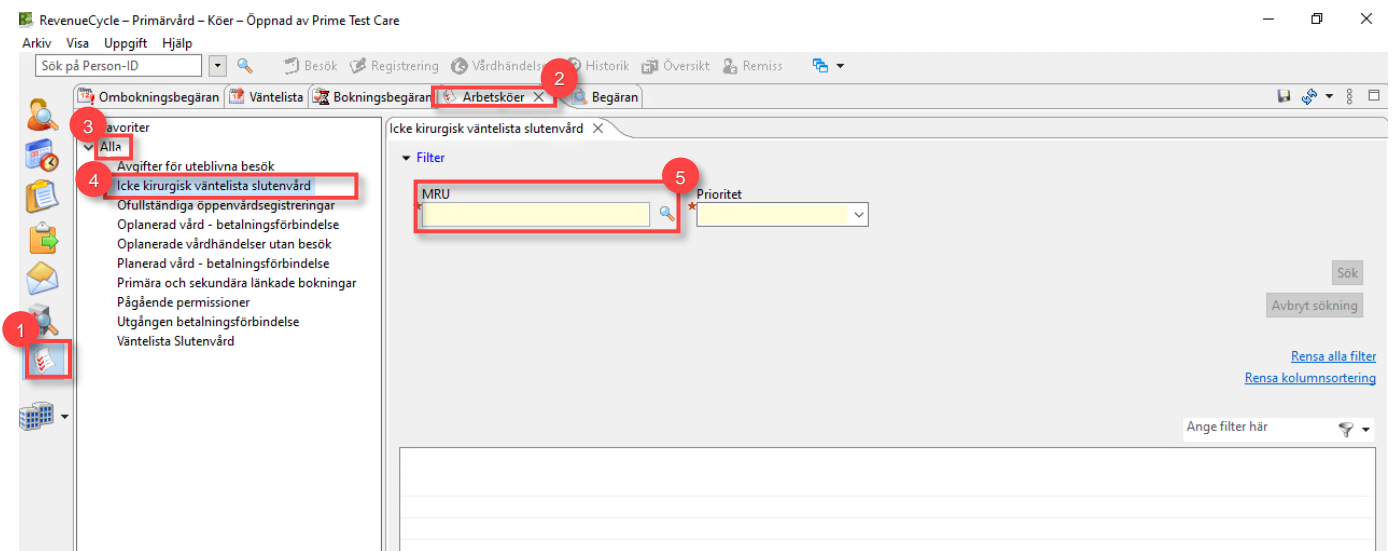 RevenueCycle – Primärvård – Köer – Öppnad av Prime Test Care
Arkiv Visa Uppgift Hjälp
Sök på Person-ID Besök Registrering Vårdhändelse Historik Översikt Remiss
2
Ombokningsbegäran Väntelista Bokningsbegäran Arbetsköer Begäran
3
Favoriter
Alla
Avgifter för uteblivna besök
4
Icke kirurgisk väntelista slutenvård
Ofullständiga öppenvårdsegistreringar
Oplanerad vård - betalningsförbindelse
Oplanerade vårdhändelser utan besök
Planerad vård - betalningsförbindelse
Primära och sekundära länkade bokningar
Pågående permissioner
Utgången betalningsförbindelse
Väntelista Slutenvård
1
Icke kirurgisk väntelista slutenvård
Filter
5
MRU
* 
Prioritet
*
Sök
Avbryt sökning
Rensa alla filter
Rensa kolumnsortering
Ange filter här